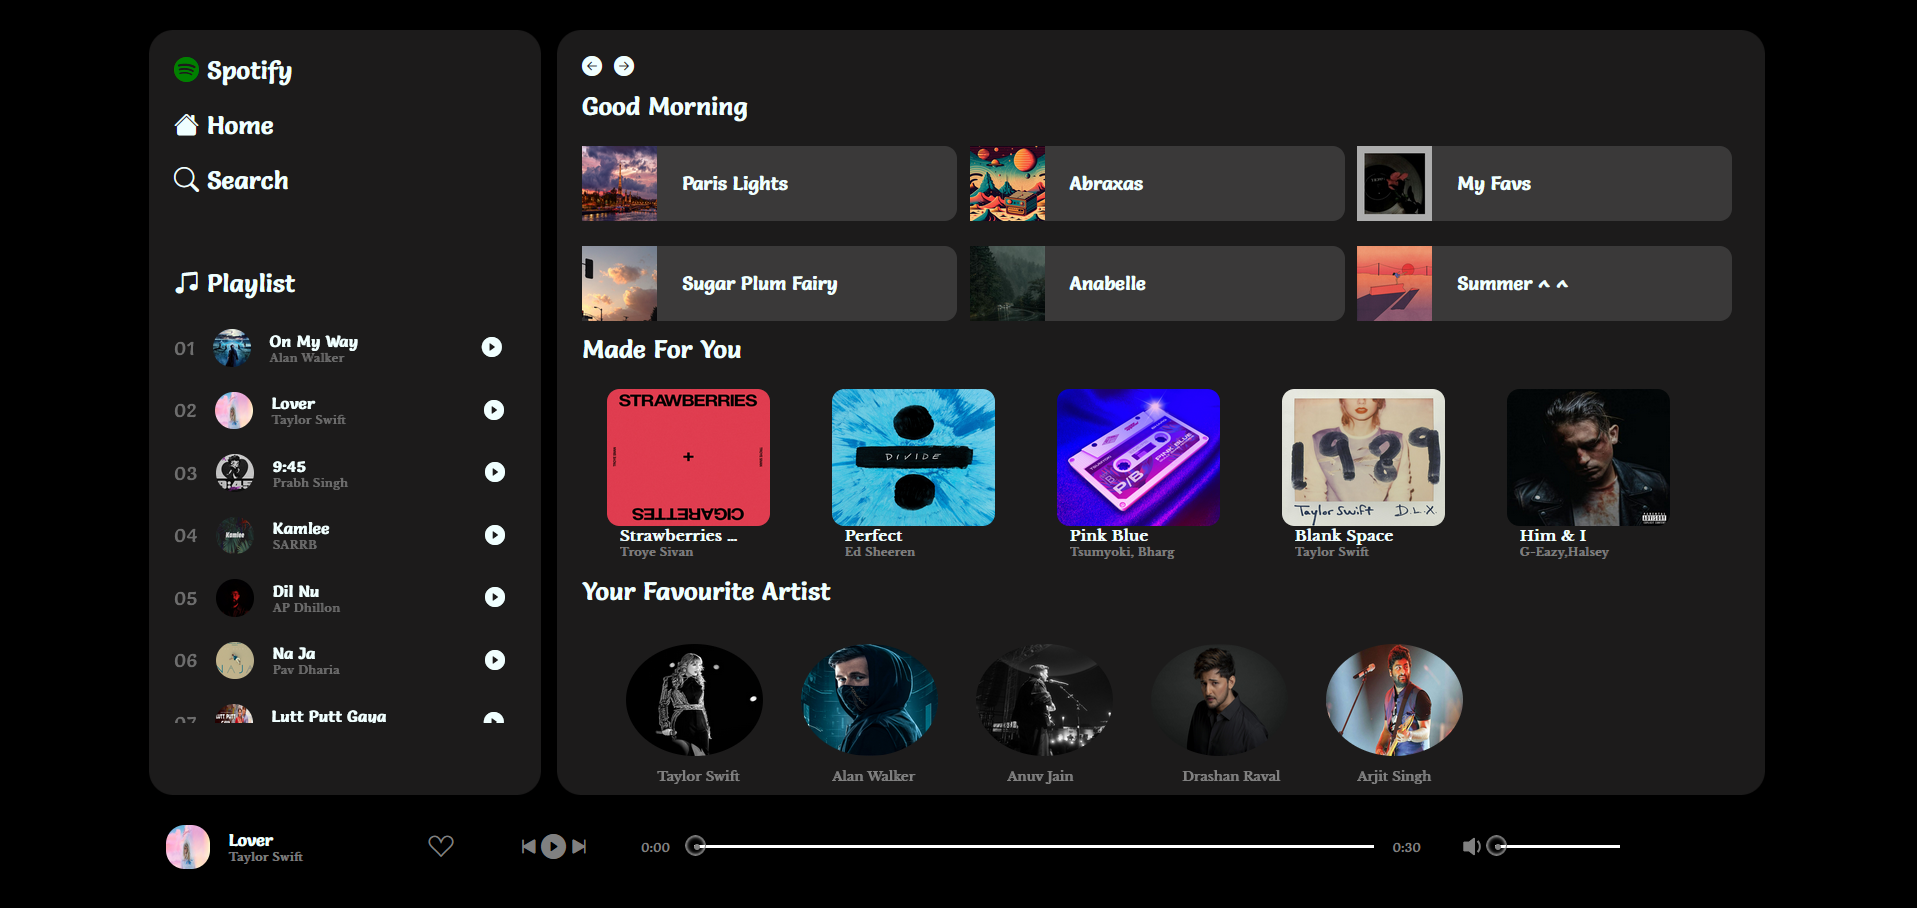 Spotify
Home
Search
Playlist
01
On My Way
Alan Walker
02
Lover
Taylor Swift
03
9:45
Prabh Singh
04
Kamlee
Kamlee
SARRB
05
Dil Nu
AP Dhillon
06
Na Ja
Pav Dharia
07
Lutt Putt Gaya
Good Morning
Paris Lights
Abraxas
My Favs
Sugar Plum Fairy
Anabelle
Summer ^ ^
Made For You
STRAWBERRIES
+
CIGARETTES
Strawberries ...
Troye Sivan
DIVIDE
Perfect
Ed Sheeren
PINK BLUE
P/B
Pink Blue
Tsumyoki, Bharg
1989
Taylor Swift D.L.X.
Blank Space
Taylor Swift
Him & I
G-Eazy,Halsey
Your Favourite Artist
Taylor Swift
Alan Walker
Anuv Jain
Drashan Raval
Arjit Singh
Lover
Taylor Swift
0:00
0:30